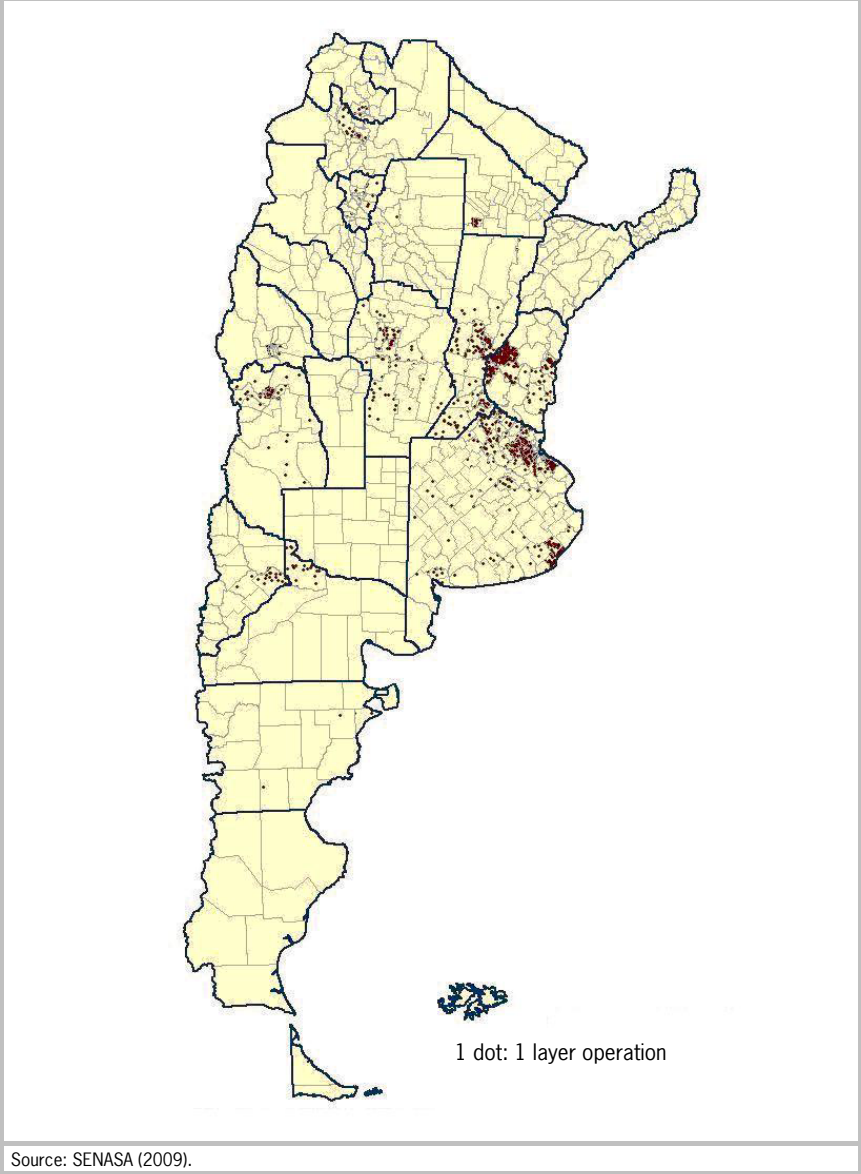 1 dot: 1 layer operation
Source: SENASA (2009).